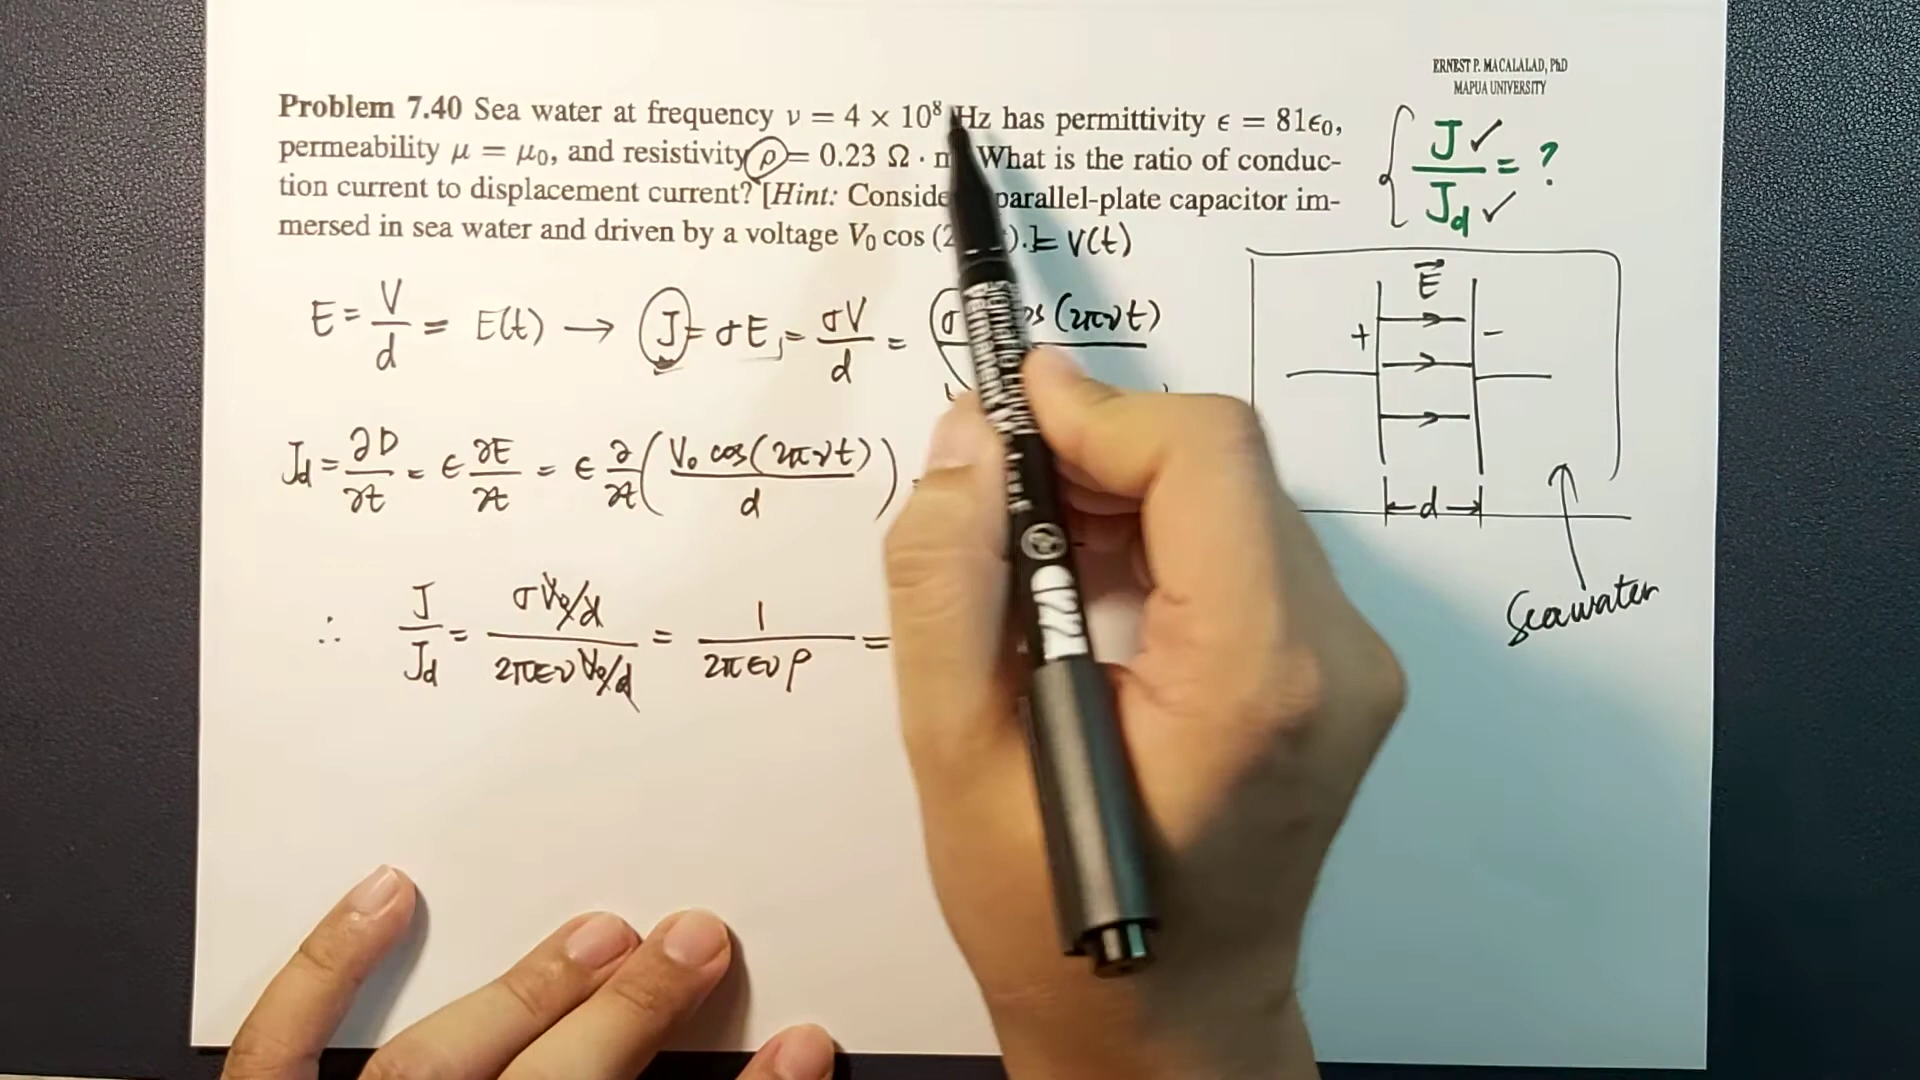 ERNEST P. MACALALAD, PhD
MAPUA UNIVERSITY
Problem 7.40 Sea water at frequency ν = 4 × 10⁸ Hz has permittivity ϵ = 81ϵ₀,
permeability μ = μ₀, and resistivity ρ = 0.23 Ω · What is the ratio of conduc-
tion current to displacement current? [Hint: parallel-plate capacitor im-
mersed in sea water and driven by a voltage V₀ cos (2 ).] = V(t)
J/J_d = ?
E = V/d = E(t) → J = σE = σV/d = σ cos(2πνt)
J_d = ∂D/∂t = ϵ ∂E/∂t = ϵ ∂/∂t (V₀ cos(2πνt)/d)
∴ J/J_d = σV₀/d / 2πϵνV₀/d = 1/2πϵνρ =
E
+ −
d
Seawater
CD221
Permanent